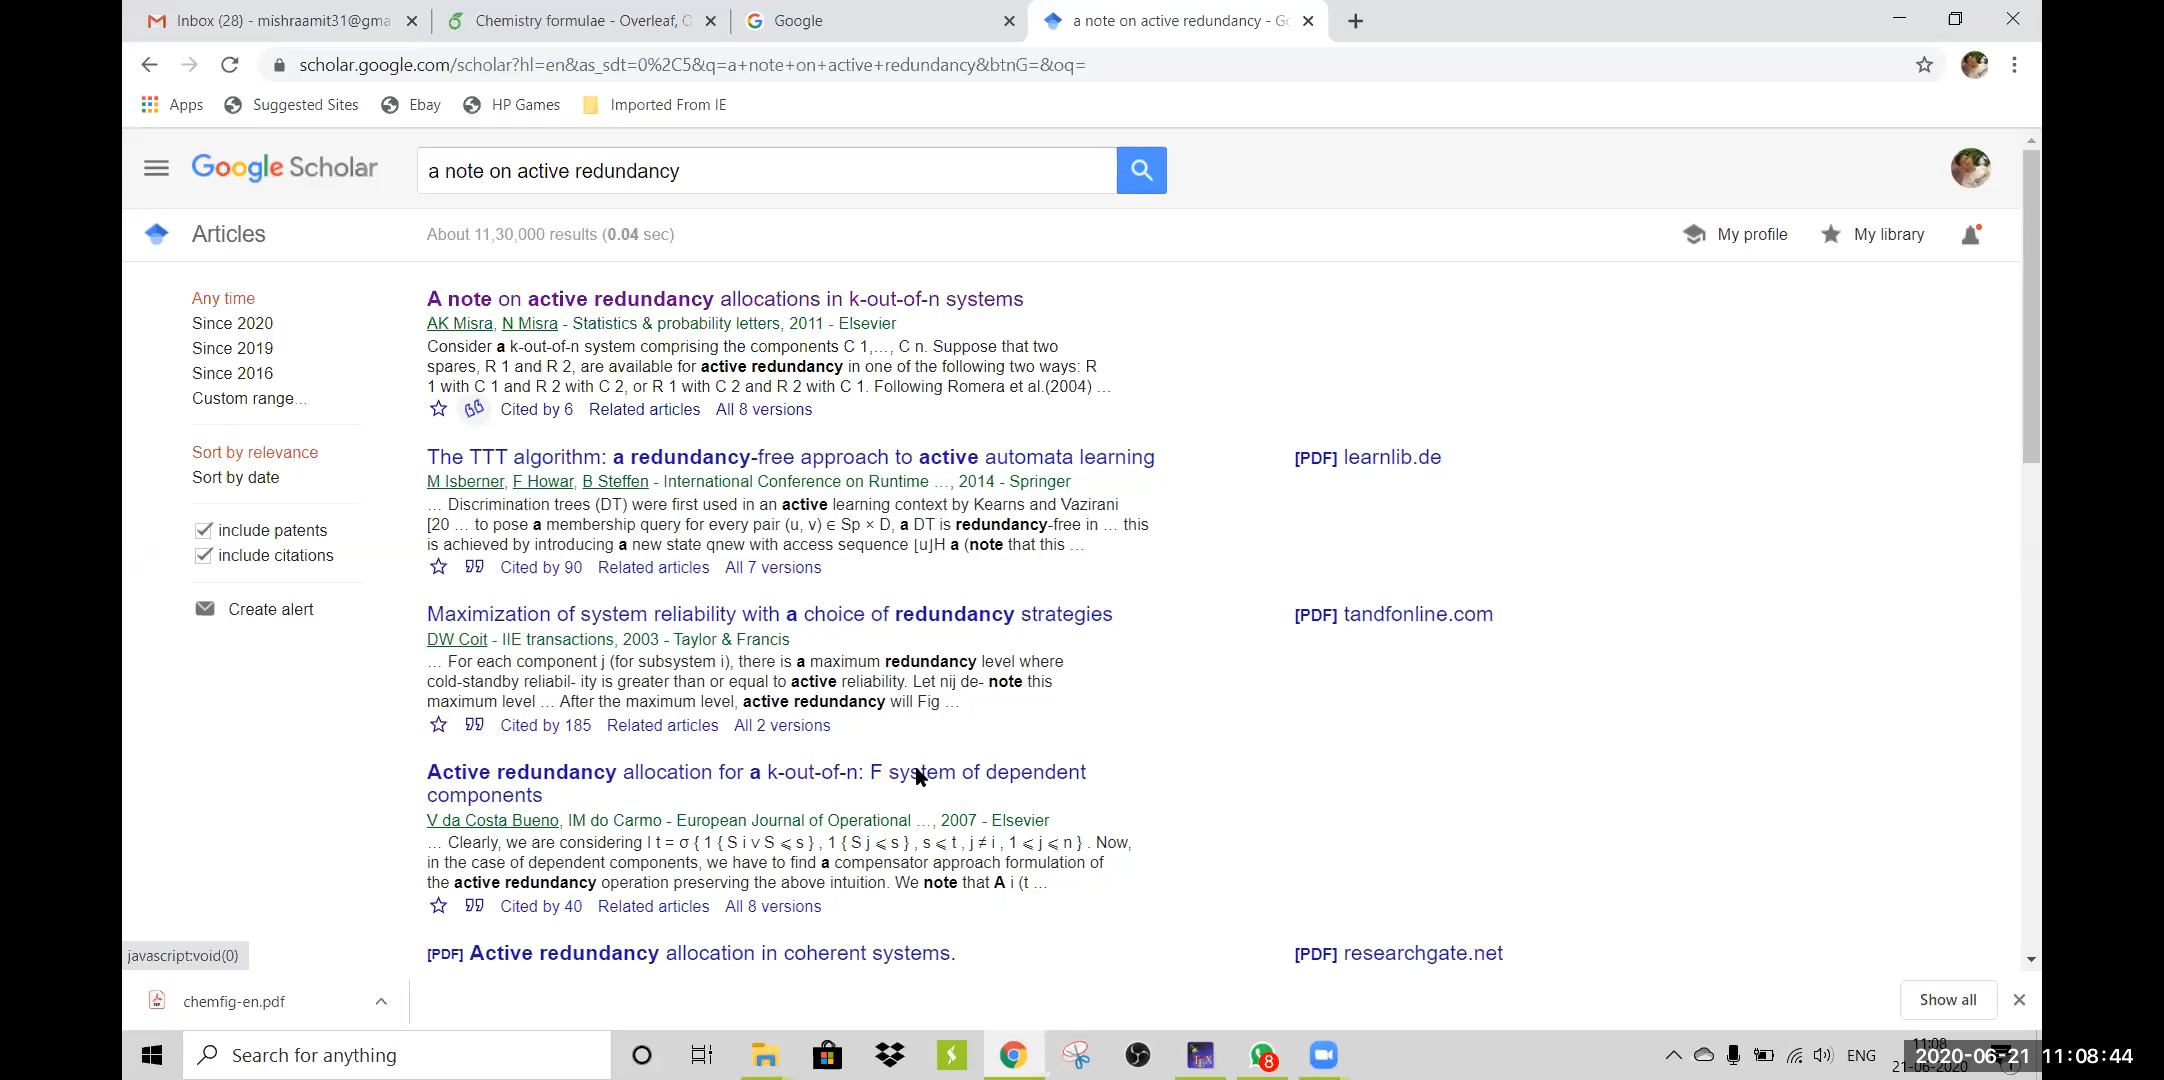 Inbox (28) - mishraamit31@gma
Chemistry formulae - Overleaf, O
Google
a note on active redundancy - Go
scholar.google.com/scholar?hl=en&as_sdt=0%2C5&q=a+note+on+active+redundancy&btnG=&oq=
Apps
Suggested Sites
Ebay
HP Games
Imported From IE
Google Scholar
a note on active redundancy
Articles
About 11,30,000 results (0.04 sec)
My profile
My library
Any time
Since 2020
Since 2019
Since 2016
Custom range...
Sort by relevance
Sort by date
include patents
include citations
Create alert
A note on active redundancy allocations in k-out-of-n systems
AK Misra, N Misra - Statistics & probability letters, 2011 - Elsevier
Consider a k-out-of-n system comprising the components C 1,..., C n. Suppose that two
spares, R 1 and R 2, are available for active redundancy in one of the following two ways: R
1 with C 1 and R 2 with C 2, or R 1 with C 2 and R 2 with C 1. Following Romera et al.(2004) ...
Cited by 6 Related articles All 8 versions
The TTT algorithm: a redundancy-free approach to active automata learning
[PDF] learnlib.de
M Isberner, F Howar, B Steffen - International Conference on Runtime ..., 2014 - Springer
... Discrimination trees (DT) were first used in an active learning context by Kearns and Vazirani
[20 ... to pose a membership query for every pair (u, v) ∈ Sp × D, a DT is redundancy-free in ... this
is achieved by introducing a new state qnew with access sequence ⌊u⌋H a (note that this ...
Cited by 90 Related articles All 7 versions
Maximization of system reliability with a choice of redundancy strategies
[PDF] tandfonline.com
DW Coit - IIE transactions, 2003 - Taylor & Francis
... For each component j (for subsystem i), there is a maximum redundancy level where
cold-standby reliabil- ity is greater than or equal to active reliability. Let nij de- note this
maximum level ... After the maximum level, active redundancy will Fig ...
Cited by 185 Related articles All 2 versions
Active redundancy allocation for a k-out-of-n: F system of dependent
components
V da Costa Bueno, IM do Carmo - European Journal of Operational ..., 2007 - Elsevier
... Clearly, we are considering I t = σ { 1 { S i ∨ S ⩽ s } , 1 { S j ⩽ s } , s ⩽ t , j ≠ i , 1 ⩽ j ⩽ n } . Now,
in the case of dependent components, we have to find a compensator approach formulation of
the active redundancy operation preserving the above intuition. We note that A i (t ...
Cited by 40 Related articles All 8 versions
[PDF] Active redundancy allocation in coherent systems.
[PDF] researchgate.net
javascript:void(0)
chemfig-en.pdf
Show all
Search for anything
8
ENG
11:08
21-06-2020
2020-06-21 11:08:44